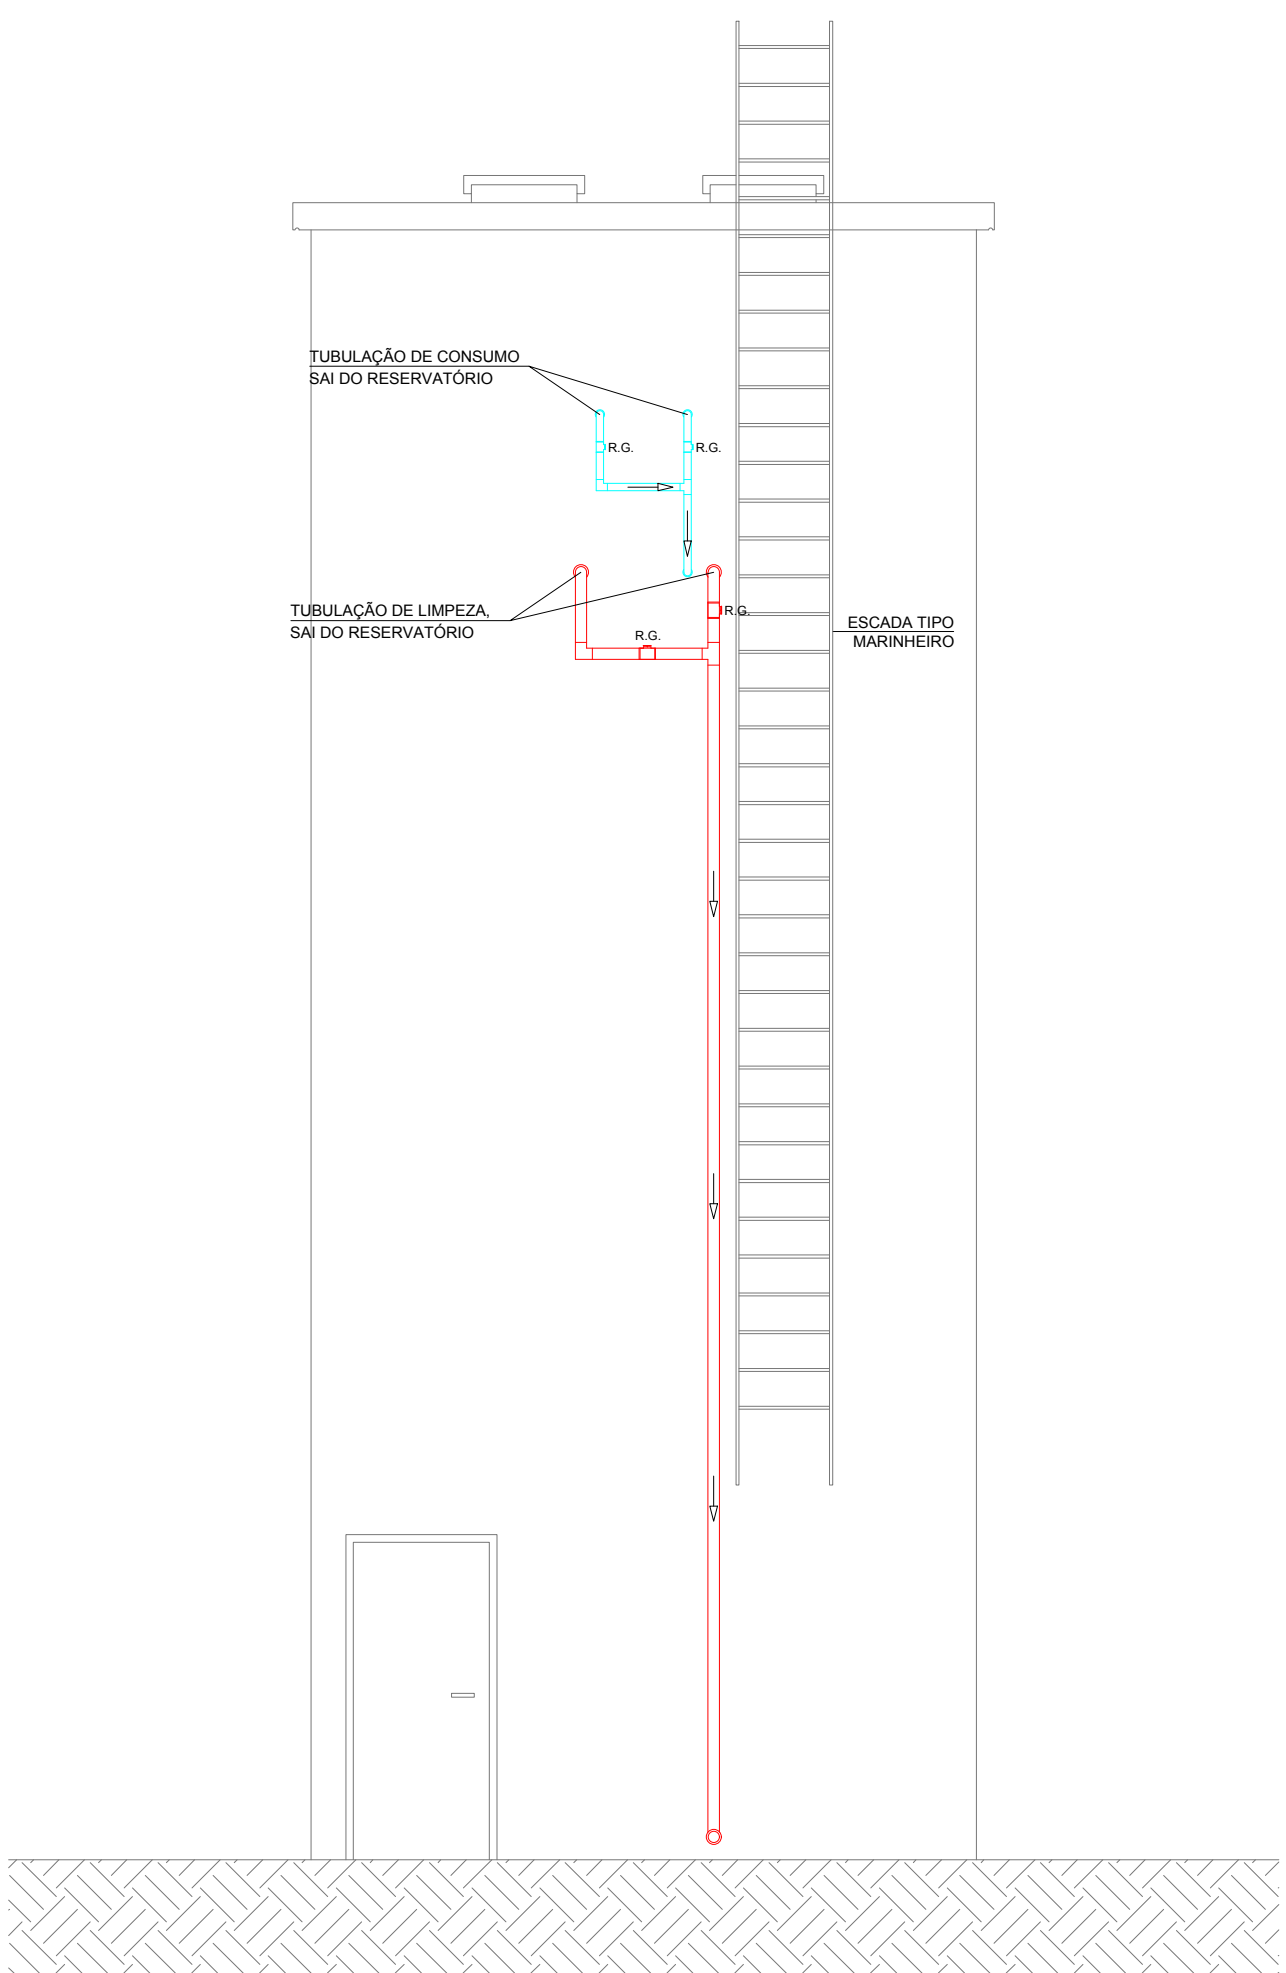 TUBULAÇÃO DE CONSUMO
SAI DO RESERVATÓRIO
R.G.
R.G.
TUBULAÇÃO DE LIMPEZA,
SAI DO RESERVATÓRIO
R.G.
R.G.
ESCADA TIPO
MARINHEIRO